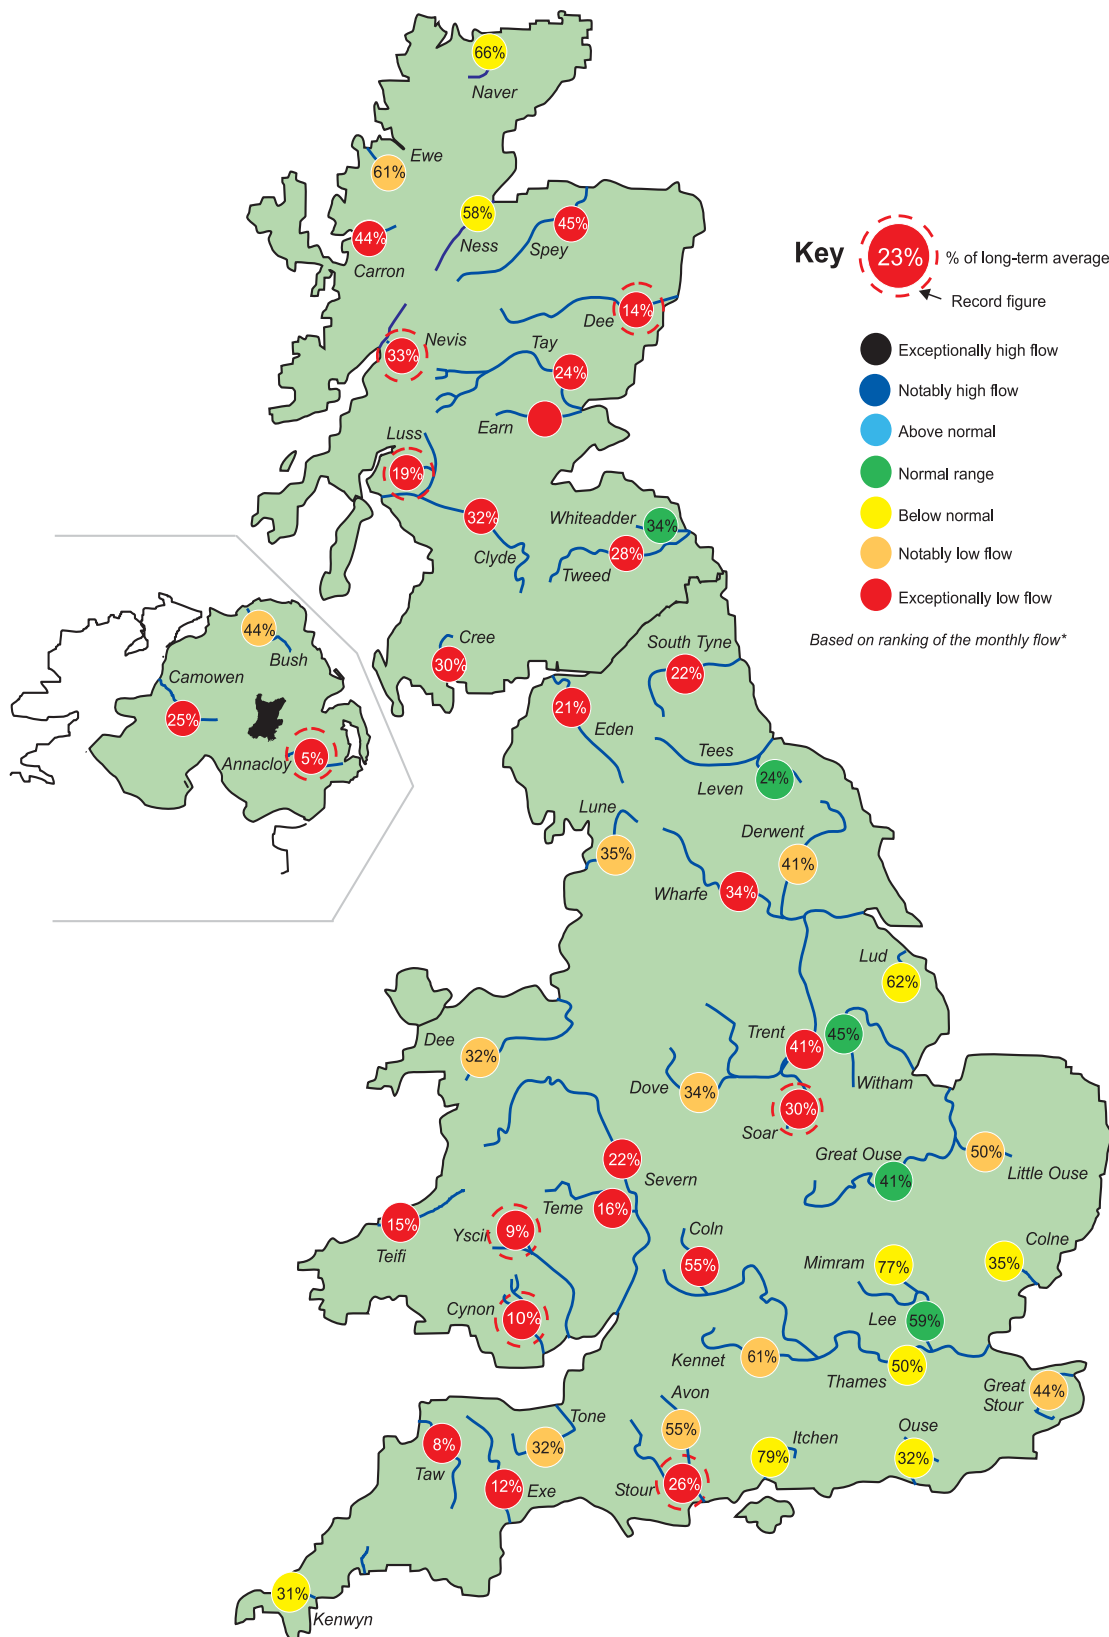 66%
Naver
Ewe
61%
58%
Ness
45%
Spey
44%
Carron
Key
23%
% of long-term average
Record figure
Dee
14%
Nevis
33%
Tay
24%
Earn
Exceptionally high flow
Notably high flow
Above normal
Normal range
Below normal
Notably low flow
Exceptionally low flow
Based on ranking of the monthly flow*
Luss
19%
32%
Clyde
Whiteadder
34%
28%
Tweed
44%
Bush
Camowen
25%
Annacloy
5%
Cree
30%
South Tyne
22%
21%
Eden
Tees
Leven
24%
Lune
35%
Derwent
41%
Wharfe
34%
Lud
62%
Dee
32%
Trent
41%
45%
Witham
Dove
34%
30%
Soar
Great Ouse
41%
50%
Little Ouse
22%
Severn
Teme
16%
15%
Teifi
Yscir
9%
Coln
55%
Mimram
77%
Colne
35%
Cynon
10%
Lee
59%
Kennet
61%
Thames
50%
Great
Stour
44%
Avon
55%
Tone
32%
Taw
8%
12%
Exe
Itchen
79%
Ouse
32%
Stour
26%
31%
Kenwyn